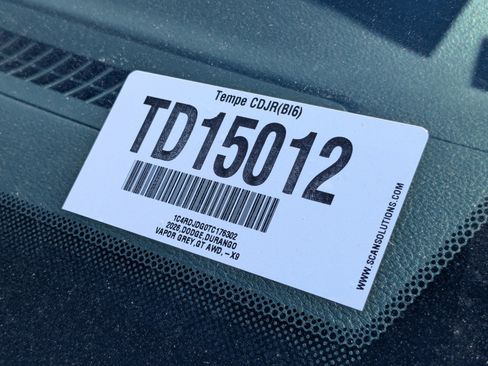 Tempe CDJR(BI6)
TD15012
1C4RDJDG0TC176302
2026,DODGE,DURANGO
VAPOR GREY,GT AWD, –X9
WWW.SCANSOLUTIONS.COM